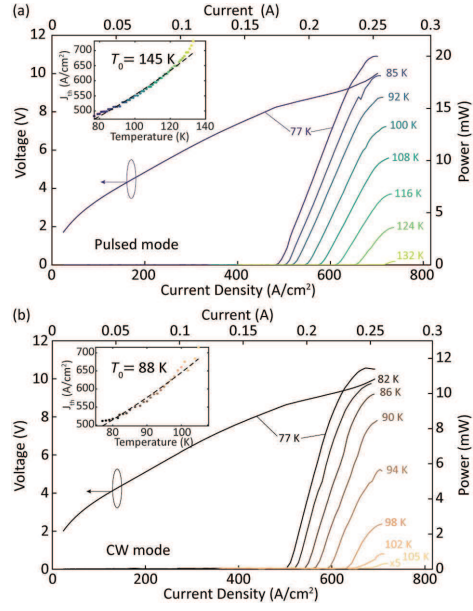 (a)
Current (A)
0 0.05 0.1 0.15 0.2 0.25 0.3
12
10
8
6
4
2
0
Voltage (V)
20
15
10
5
0
Power (mW)
700
650
600
550
500
J_th (A/cm²)
T₀= 145 K
80 100 120 140
Temperature (K)
77 K
85 K
92 K
100 K
108 K
116 K
124 K
132 K
Pulsed mode
200 400 600 800
Current Density (A/cm²)
(b)
Current (A)
0 0.05 0.1 0.15 0.2 0.25 0.3
12
10
8
6
4
2
0
Voltage (V)
10
8
6
4
2
0
Power (mW)
700
650
600
550
500
J_th (A/cm²)
T₀= 88 K
80 100
Temperature (K)
77 K
82 K
86 K
90 K
94 K
98 K
102 K
105 K
x5
CW mode
0 200 400 600 800
Current Density (A/cm²)